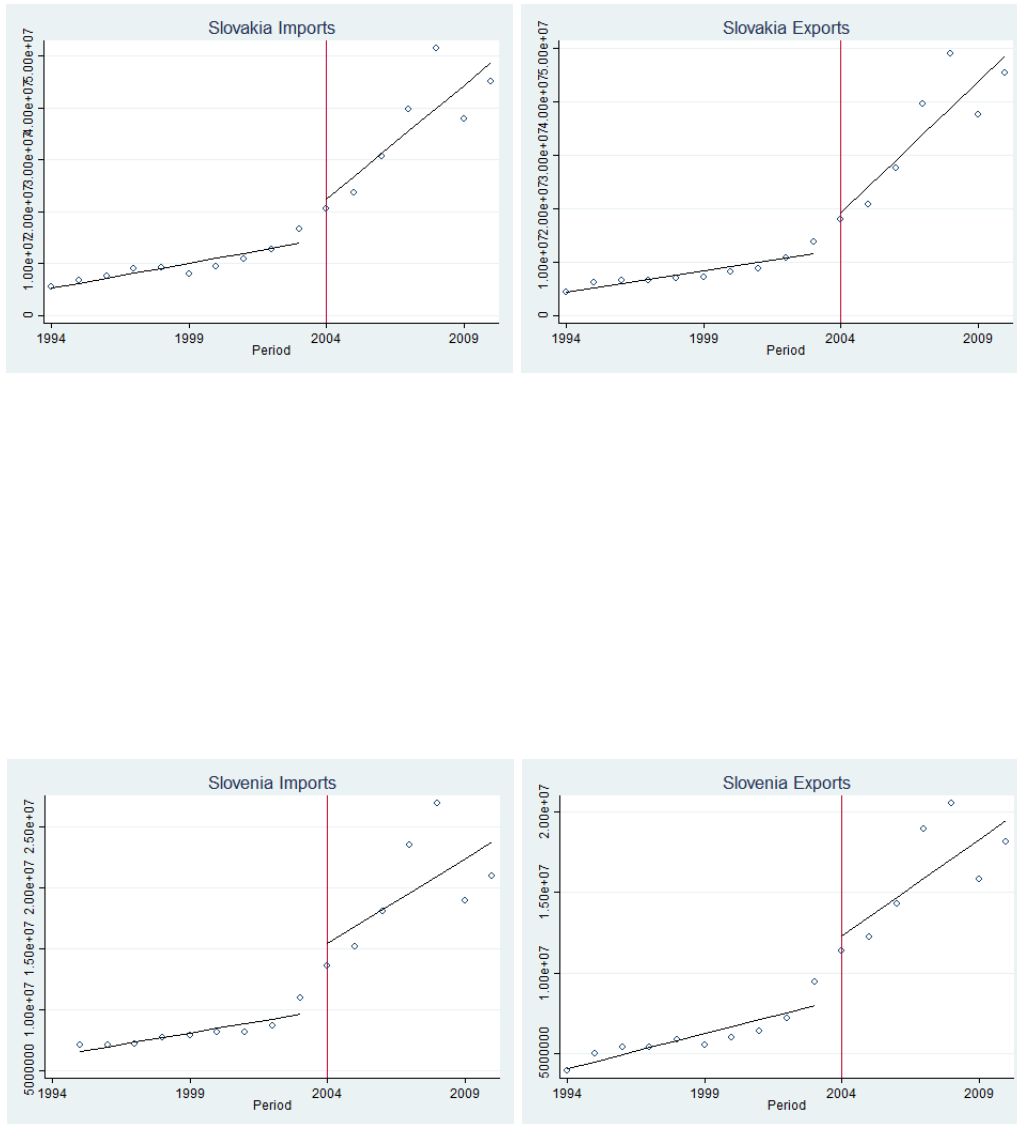 Slovakia Imports
0 1.00e+07 2.00e+07 3.00e+07 4.00e+07 5.00e+07
1994 1999 2004 2009
Period
Slovakia Exports
0 1.00e+07 2.00e+07 3.00e+07 4.00e+07 5.00e+07
1994 1999 2004 2009
Period
Slovenia Imports
5000000 1.00e+07 1.50e+07 2.00e+07 2.50e+07
1994 1999 2004 2009
Period
Slovenia Exports
5000000 1.00e+07 1.50e+07 2.00e+07
1994 1999 2004 2009
Period